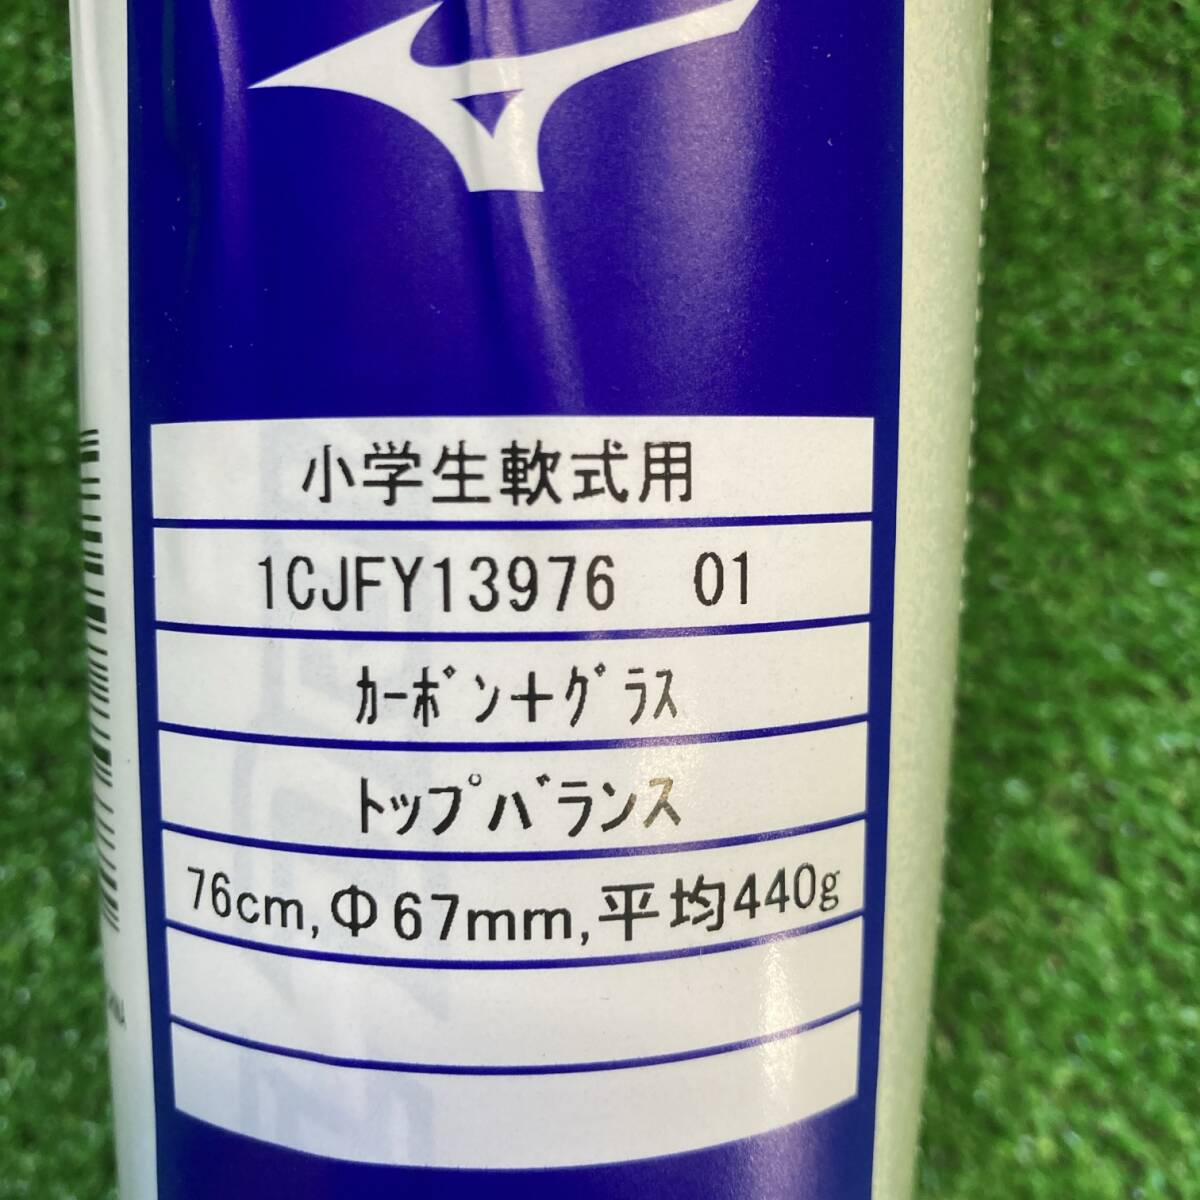 小学生軟式用
1CJFY13976 01
ｶｰﾎﾞﾝ+ｸﾞﾗｽ
ﾄｯﾌﾟﾊﾞﾗﾝｽ
76cm,Φ67mm,平均440g